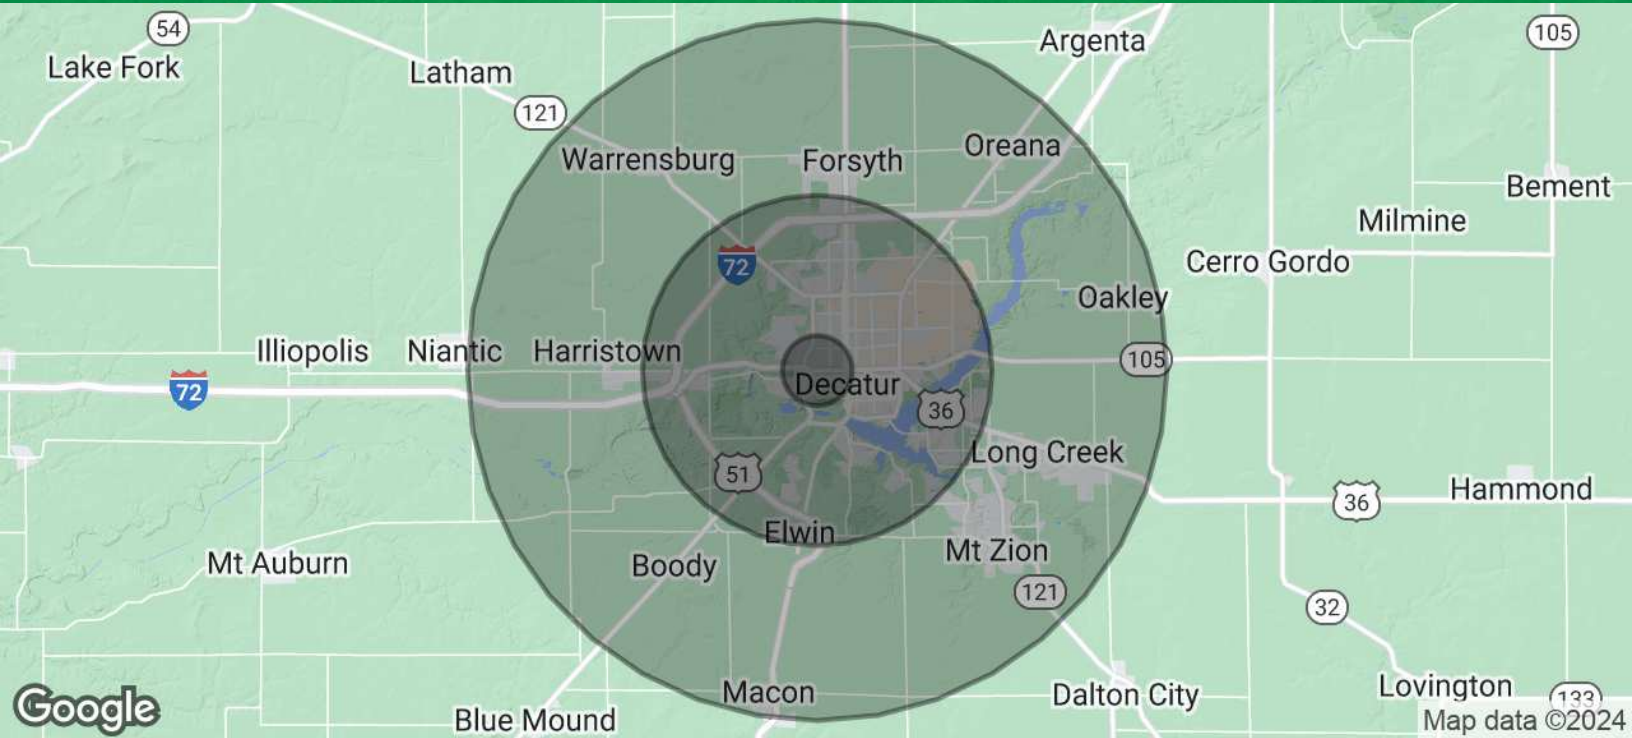 54
105
Argenta
Lake Fork
Latham
121
Oreana
Warrensburg
Forsyth
Bement
Milmine
72
Cerro Gordo
Oakley
Illiopolis
Niantic
Harristown
105
72
Decatur
36
Long Creek
51
Hammond
36
Elwin
Mt Zion
Mt Auburn
Boody
121
32
Macon
Dalton City
Lovington
133
Google
Blue Mound
Map data ©2024